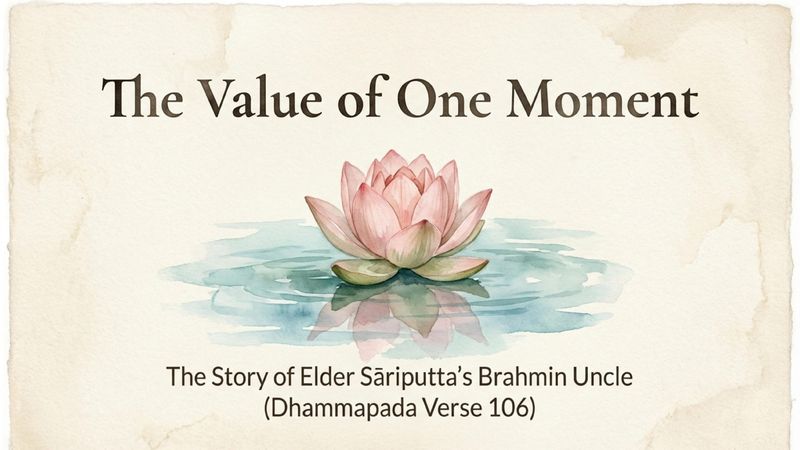 The Value of One Moment
The Story of Elder Sāriputta’s Brahmin Uncle
(Dhammapada Verse 106)